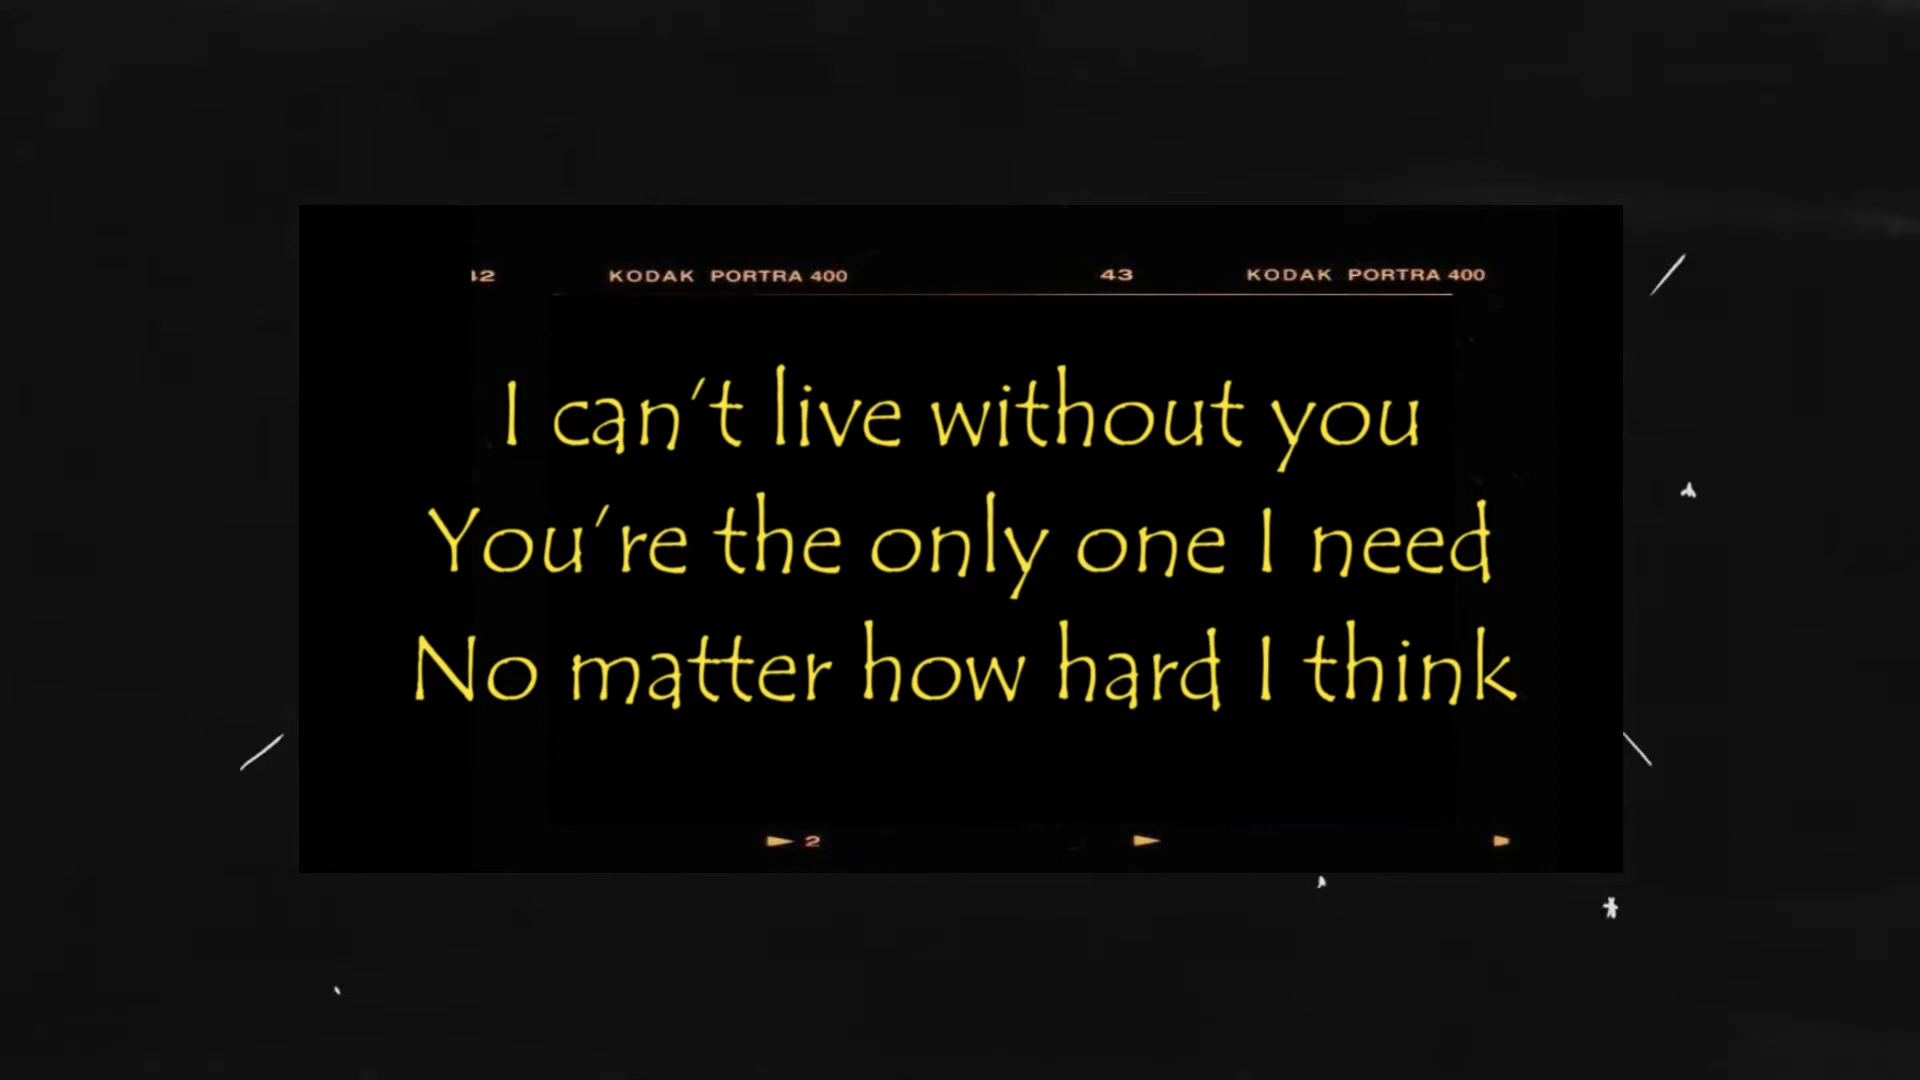 42 KODAK PORTRA 400 43 KODAK PORTRA 400
I can't live without you
You're the only one I need
No matter how hard I think
2